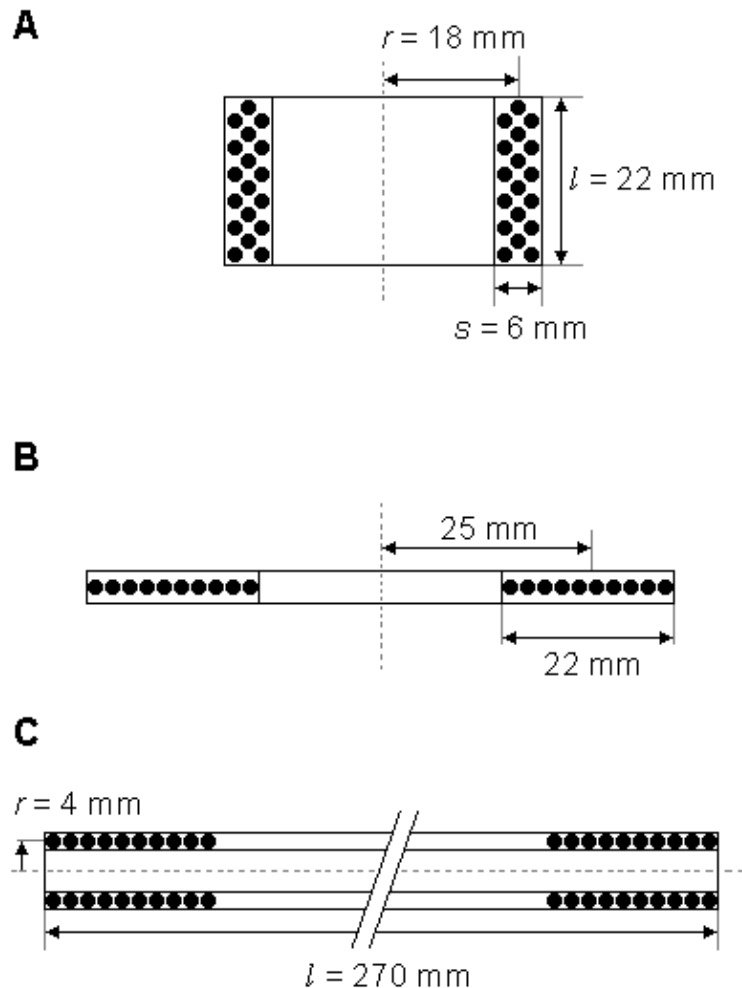 A
r = 18 mm
l = 22 mm
s = 6 mm
B
25 mm
22 mm
C
r = 4 mm
l = 270 mm